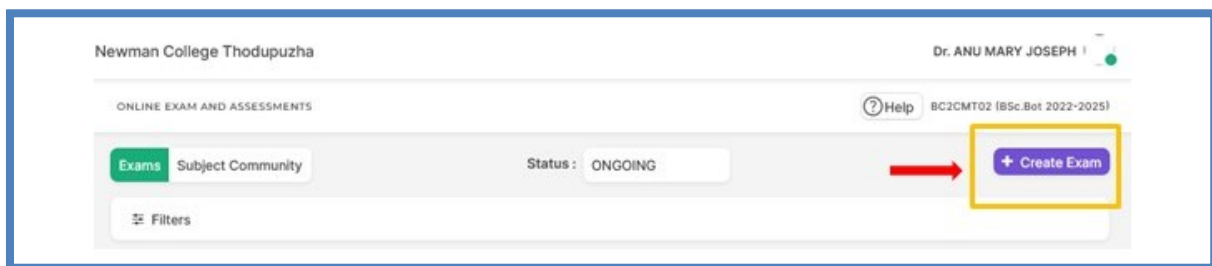 Newman College Thodupuzha
Dr. ANU MARY JOSEPH
ONLINE EXAM AND ASSESSMENTS
?Help BC2CMT02 (BSc.Bot 2022-2025)
Exams Subject Community Status : ONGOING + Create Exam
Filters